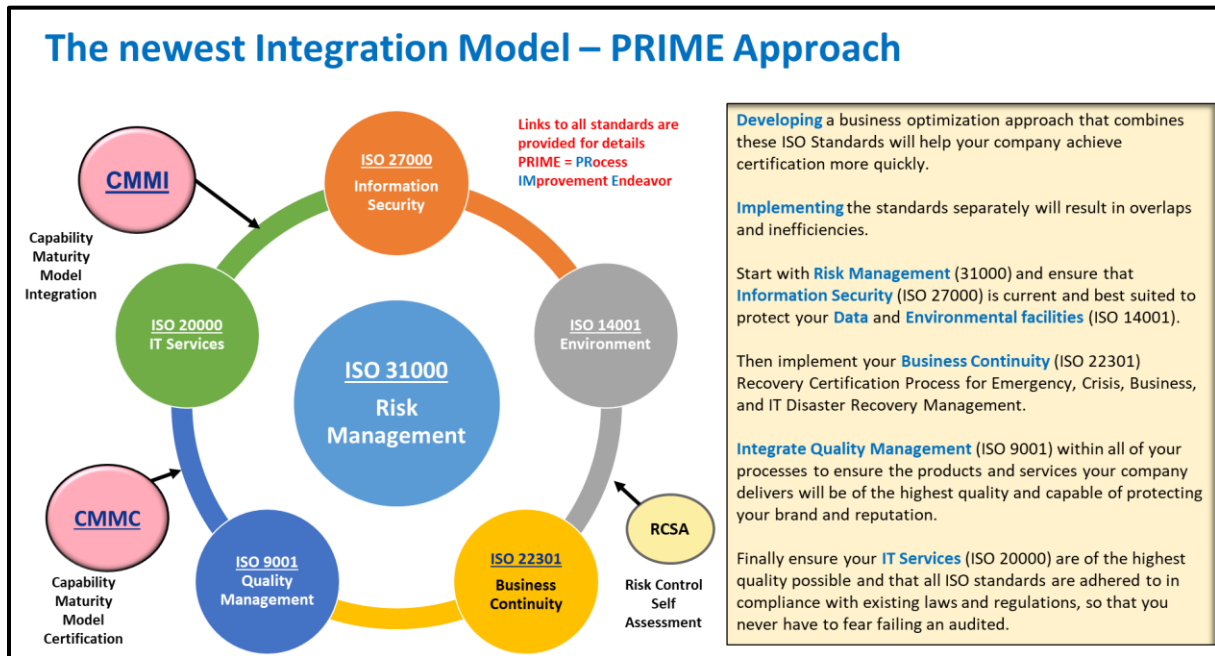 The newest Integration Model – PRIME Approach
Links to all standards are
provided for details
PRIME = PRocess
IMprovement Endeavor
CMMI
Capability
Maturity
Model
Integration
ISO 27000
Information
Security
ISO 20000
IT Services
ISO 14001
Environment
ISO 31000
Risk
Management
CMMC
Capability
Maturity
Model
Certification
ISO 9001
Quality
Management
ISO 22301
Business
Continuity
RCSA
Risk Control
Self
Assessment
Developing a business optimization approach that combines
these ISO Standards will help your company achieve
certification more quickly.
Implementing the standards separately will result in overlaps
and inefficiencies.
Start with Risk Management (31000) and ensure that
Information Security (ISO 27000) is current and best suited to
protect your Data and Environmental facilities (ISO 14001).
Then implement your Business Continuity (ISO 22301)
Recovery Certification Process for Emergency, Crisis, Business,
and IT Disaster Recovery Management.
Integrate Quality Management (ISO 9001) within all of your
processes to ensure the products and services your company
delivers will be of the highest quality and capable of protecting
your brand and reputation.
Finally ensure your IT Services (ISO 20000) are of the highest
quality possible and that all ISO standards are adhered to in
compliance with existing laws and regulations, so that you
never have to fear failing an audited.